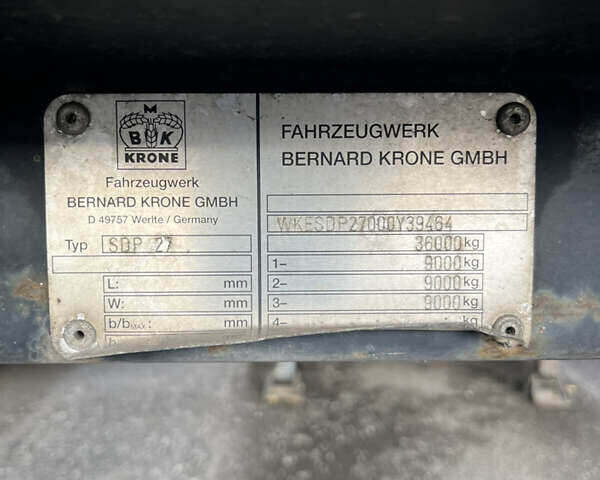 M
B K
KRONE
Fahrzeugwerk
BERNARD KRONE GMBH
D 49757 Werlte / Germany
Typ SDP 27
L: mm
W: mm
b/bMAX: mm
FAHRZEUGWERK
BERNARD KRONE GMBH
WKESDP27000Y39464
36000 kg
1- 9000 kg
2- 9000 kg
3- 9000 kg
4- kg